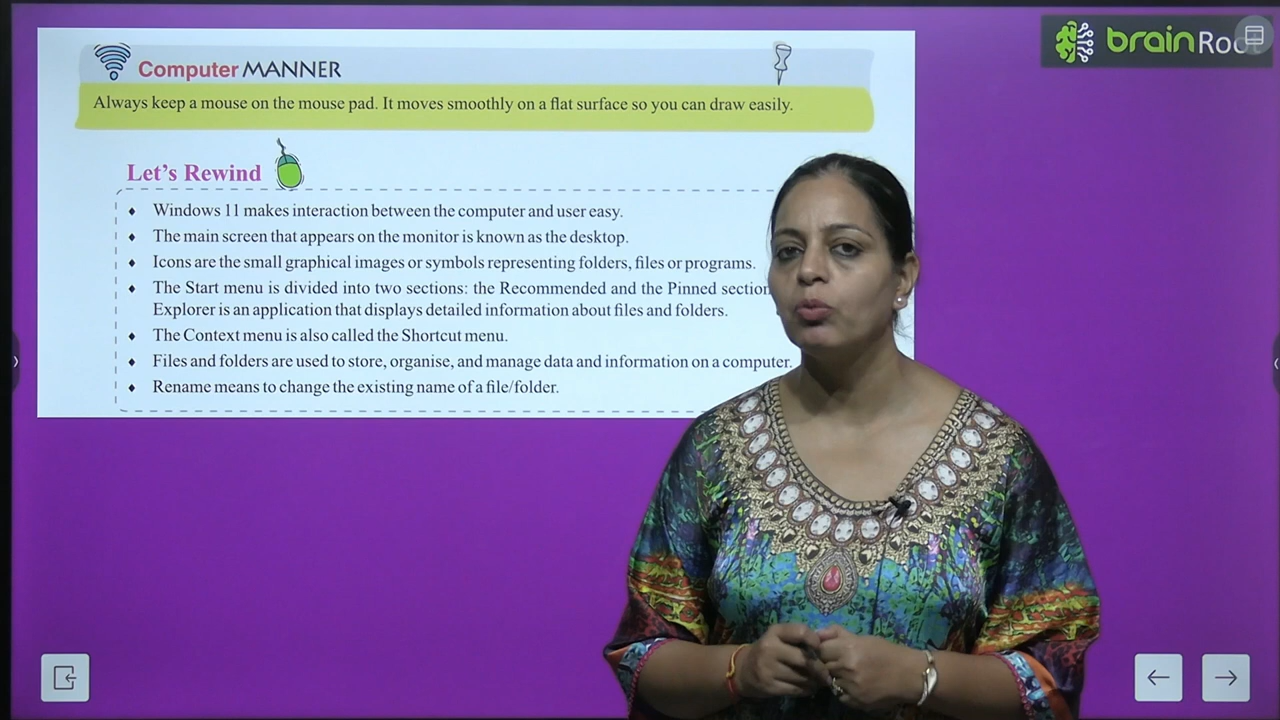 brainRoot
Computer MANNER
Always keep a mouse on the mouse pad. It moves smoothly on a flat surface so you can draw easily.
Let's Rewind
♦ Windows 11 makes interaction between the computer and user easy.
♦ The main screen that appears on the monitor is known as the desktop.
♦ Icons are the small graphical images or symbols representing folders, files or programs.
♦ The Start menu is divided into two sections: the Recommended and the Pinned section
Explorer is an application that displays detailed information about files and folders.
♦ The Context menu is also called the Shortcut menu.
♦ Files and folders are used to store, organise, and manage data and information on a computer.
♦ Rename means to change the existing name of a file/folder.